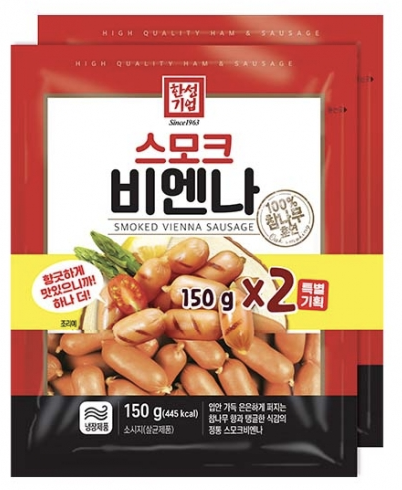 HIGH QUALITY HAM & SAUSAGE
HIGH QUALITY HAM & SAUSAGE
한성
기업
Since1963
스모크
비엔나
SMOKED VIENNA SAUSAGE
100%
참나무
훈연
향긋하게
맛있으니까!
하나 더!
150 g x2
특별
기획
조리예
냉장제품
150 g (445 kcal)
소시지(살균제품)
입안 가득 은은하게 퍼지는
참나무 향과 탱글한 식감의
정통 스모크비엔나